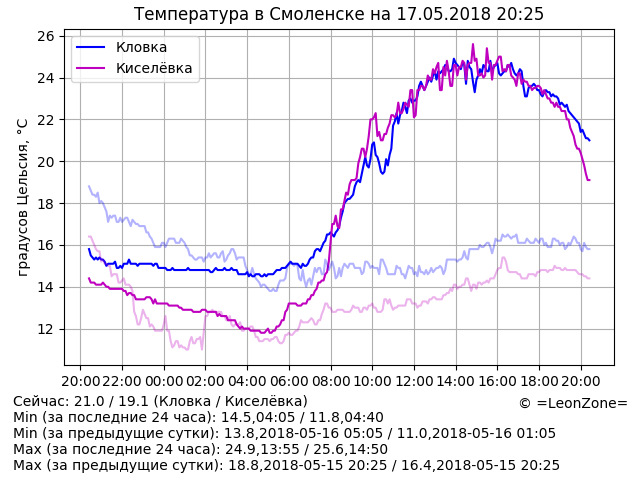 Температура в Смоленске на 17.05.2018 20:25
градусов Цельсия, °C
26
24
22
20
18
16
14
12
Кловка
Киселёвка
20:00 22:00 00:00 02:00 04:00 06:00 08:00 10:00 12:00 14:00 16:00 18:00 20:00
Сейчас: 21.0 / 19.1 (Кловка / Киселёвка)
© =LeonZone=
Min (за последние 24 часа): 14.5,04:05 / 11.8,04:40
Min (за предыдущие сутки): 13.8,2018-05-16 05:05 / 11.0,2018-05-16 01:05
Max (за последние 24 часа): 24.9,13:55 / 25.6,14:50
Max (за предыдущие сутки): 18.8,2018-05-15 20:25 / 16.4,2018-05-15 20:25